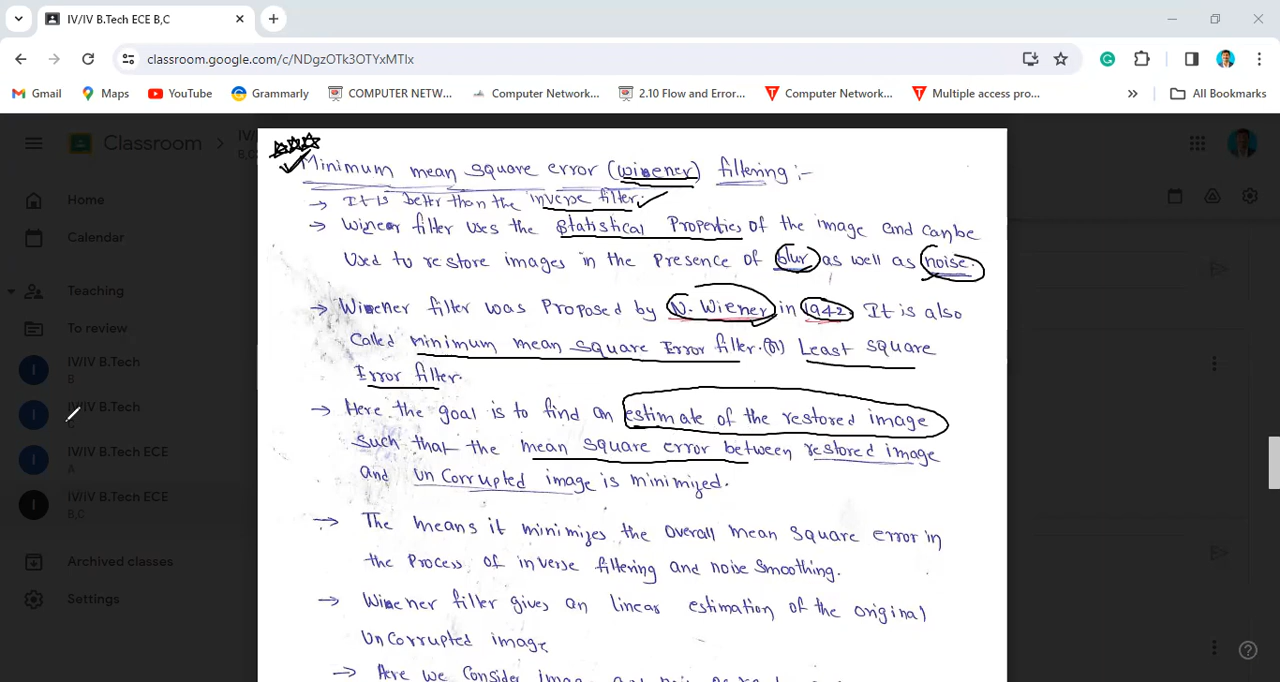 IV/IV B.Tech ECE B,C
classroom.google.com/c/NDgzOTk3OTYxMTIx
Gmail Maps YouTube Grammarly COMPUTER NETW... Computer Network... 2.10 Flow and Error... Computer Network... Multiple access pro... All Bookmarks
Classroom
Home
Calendar
Teaching
To review
IV/IV B.Tech
B
IV/IV B.Tech
C
IV/IV B.Tech ECE
A
IV/IV B.Tech ECE
B,C
Archived classes
Settings
Minimum mean square error (wiener) filtering :-
→ It is better than the inverse filter.
→ Wiener filter uses the statistical Properties of the image and can be
Used to restore images in the Presence of blur as well as noise.
→ Wiener filter was Proposed by N. Wiener in 1942. It is also
Called minimum mean square Error filter.(or) Least square
Error filter.
→ Here the goal is to find an estimate of the restored image
such that the mean square error between restored image
and unCorrupted image is minimized.
→ The means it minimizes the overall mean square error in
the Process of inverse filtering and noise smoothing.
→ Wiener filter gives an linear estimation of the original
UnCorrupted image
→ Here we Consider image and